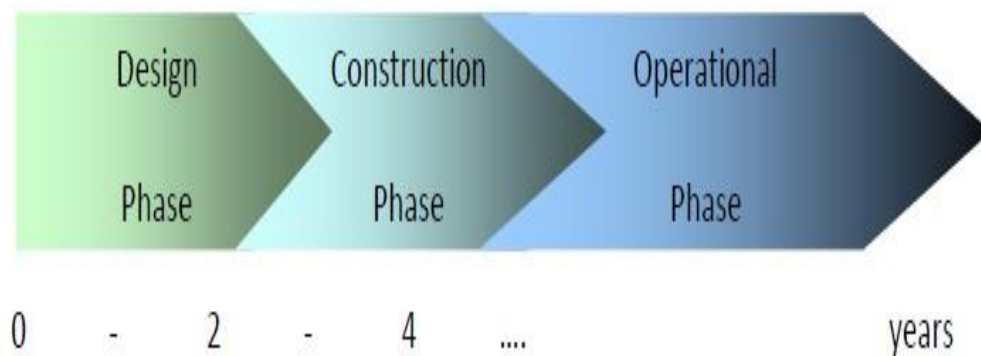 Design Construction Operational
Phase Phase Phase
0 - 2 - 4 .... years